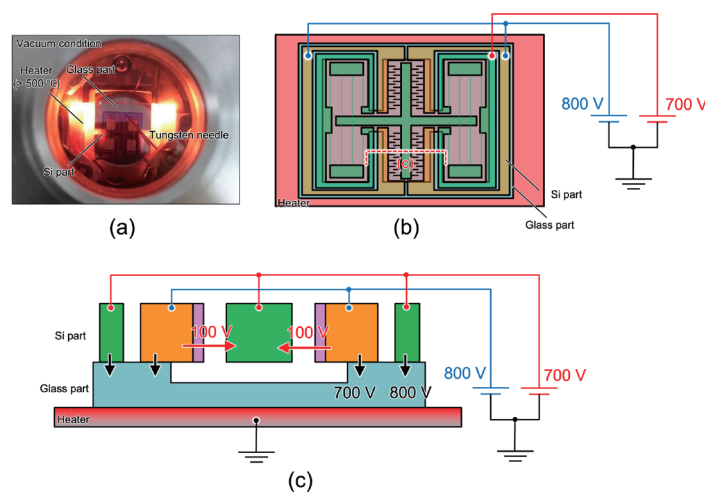 Vacuum condition
Heater
(> 500 °C)
Glass part
Tungsten needle
Si part
(a)
800 V
700 V
(c)
Si part
Glass part
Heater
(b)
Si part
100 V
100 V
Glass part
700 V
800 V
Heater
800 V
700 V
(c)